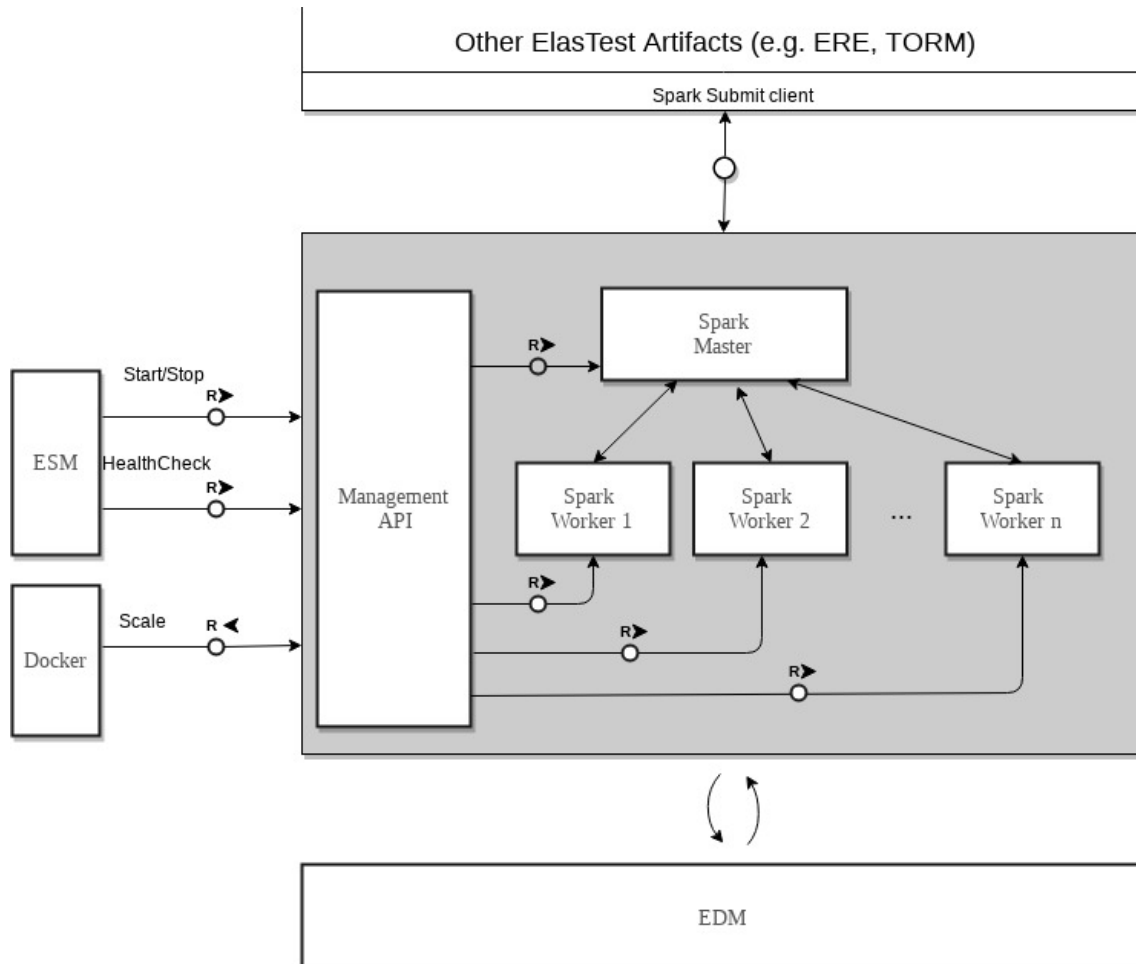 Other ElasTest Artifacts (e.g. ERE, TORM)
Spark Submit client
Spark
Master
R
Start/Stop
R
ESM
HealthCheck
R
Management
API
Spark
Worker 1
Spark
Worker 2
...
Spark
Worker n
R
Scale
R
R
Docker
R
EDM